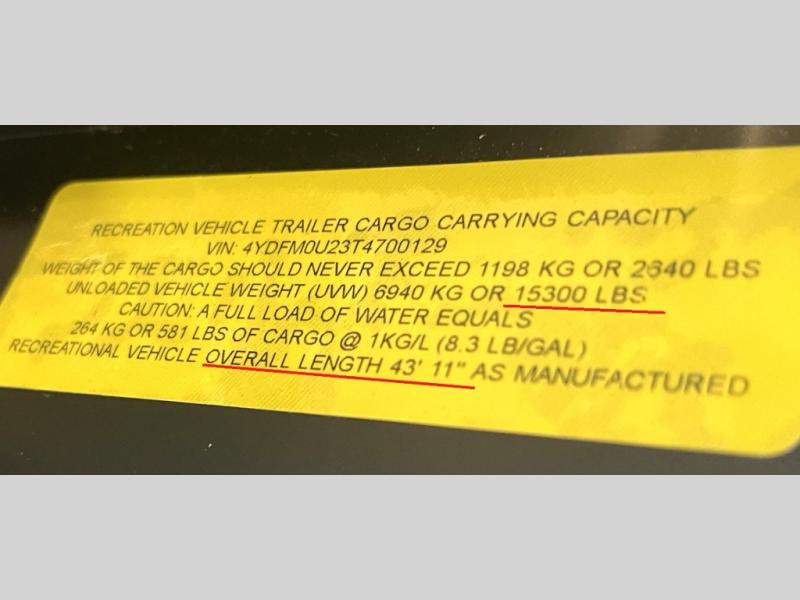 RECREATION VEHICLE TRAILER CARGO CARRYING CAPACITY
VIN: 4YDFM0U23T4700129
WEIGHT OF THE CARGO SHOULD NEVER EXCEED 1198 KG OR 2640 LBS
UNLOADED VEHICLE WEIGHT (UVW) 6940 KG OR 15300 LBS
CAUTION: A FULL LOAD OF WATER EQUALS
264 KG OR 581 LBS OF CARGO @ 1KG/L (8.3 LB/GAL)
RECREATIONAL VEHICLE OVERALL LENGTH 43' 11" AS MANUFACTURED